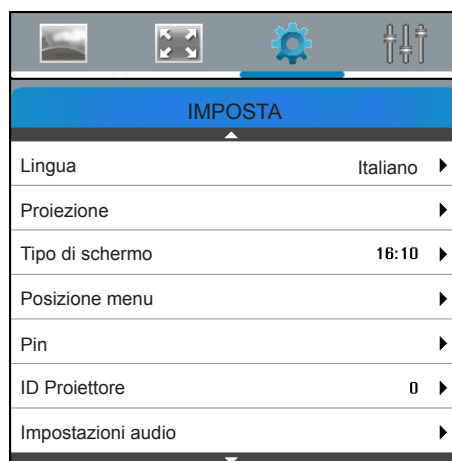 IMPOSTA
Lingua Italiano
Proiezione
Tipo di schermo 16:10
Posizione menu
Pin
ID Proiettore 0
Impostazioni audio